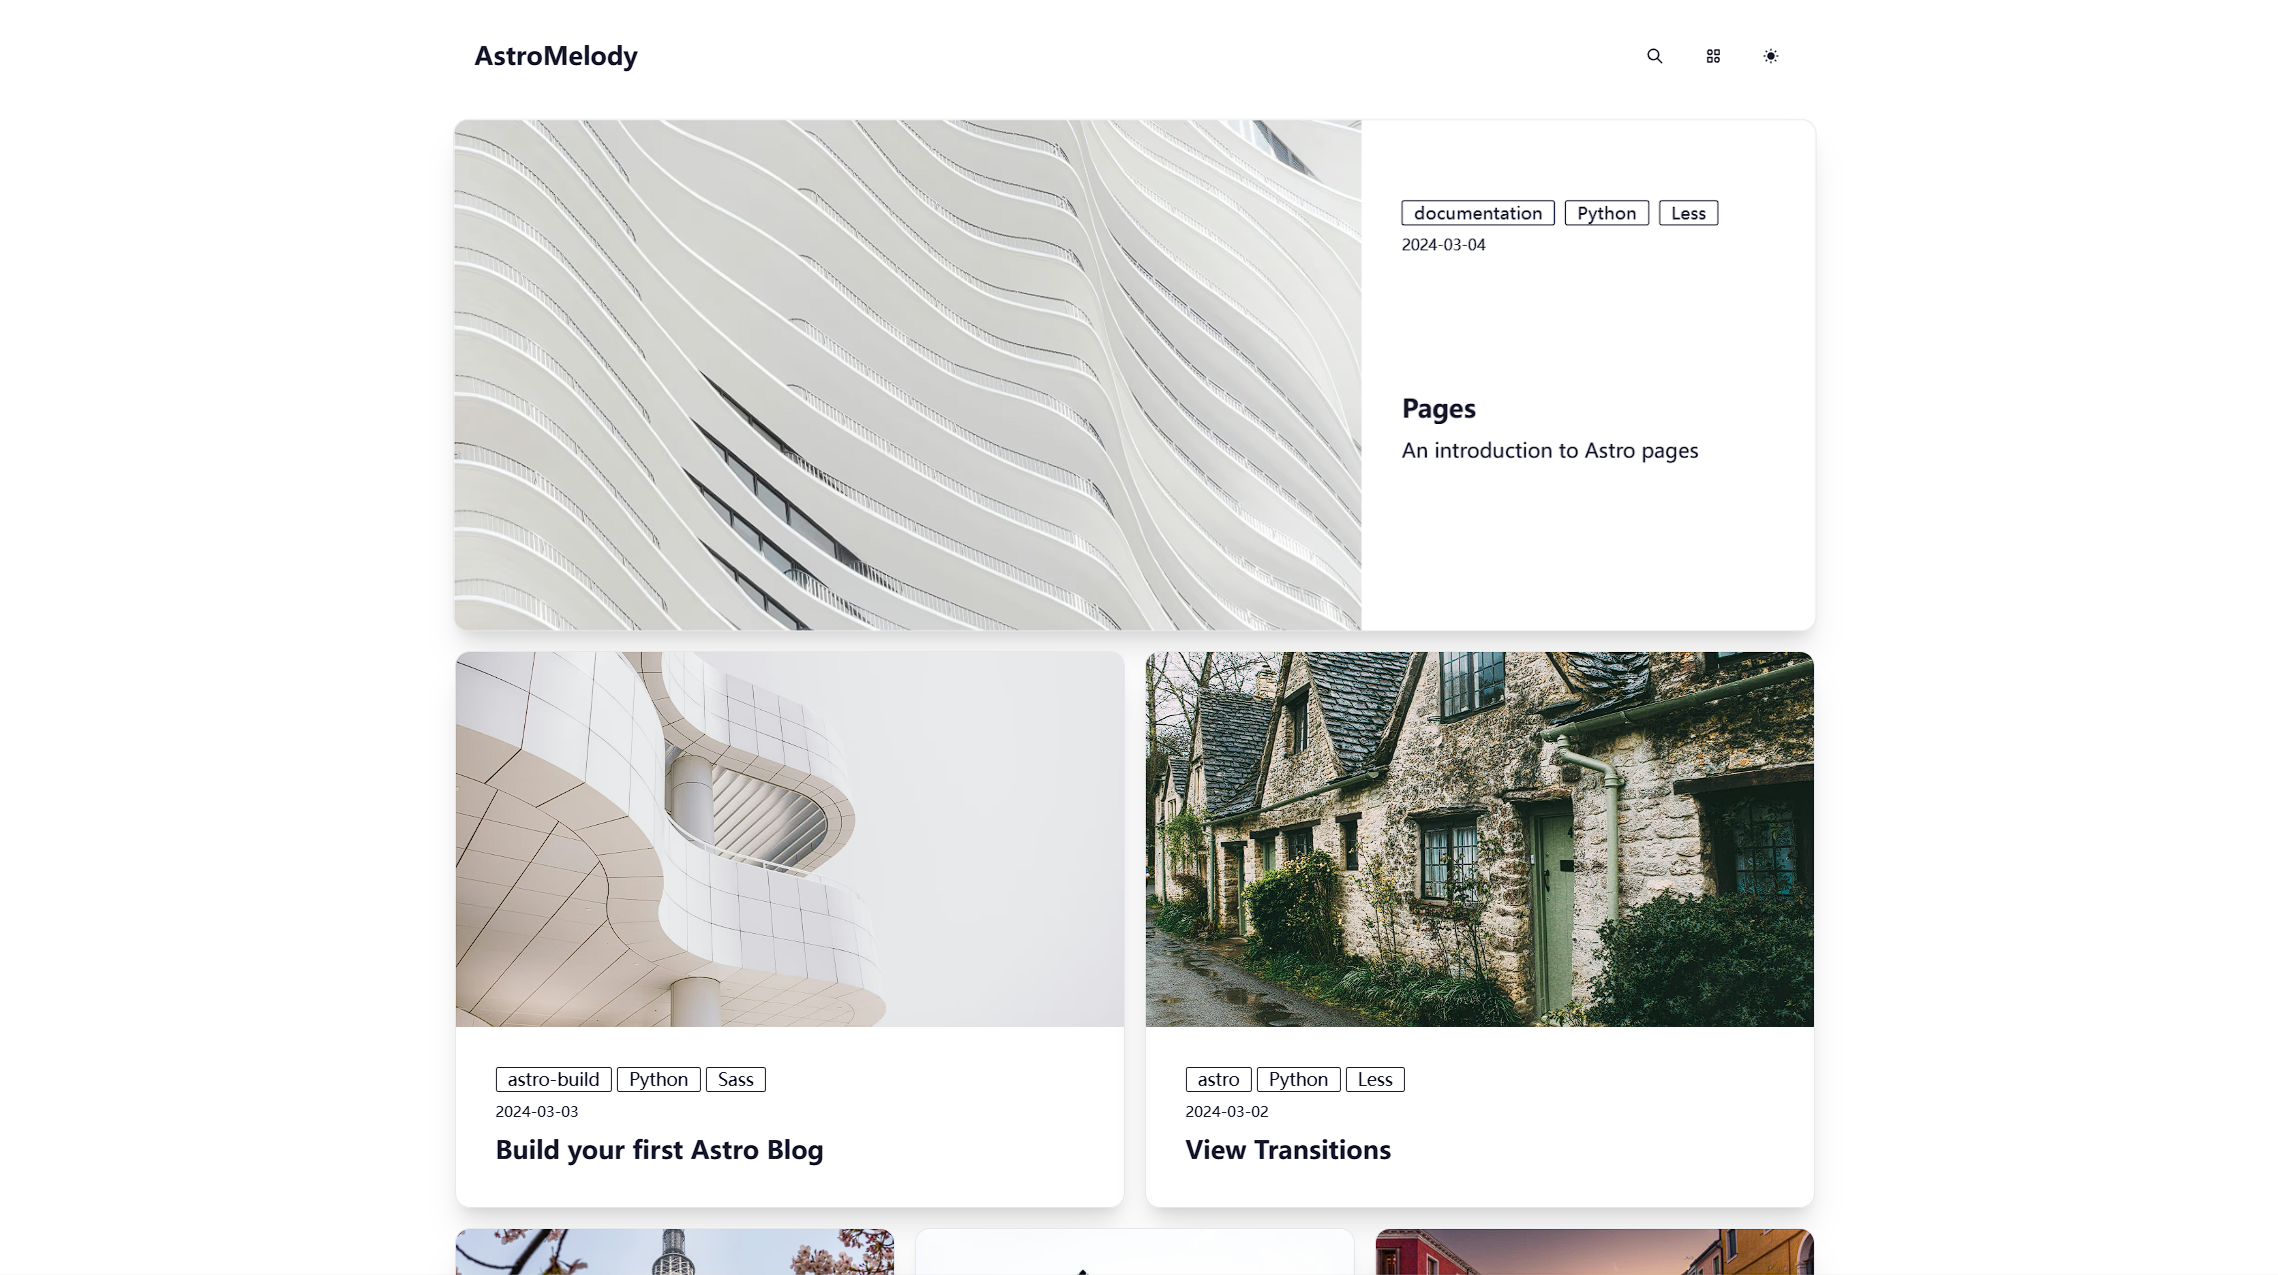 AstroMelody
documentation Python Less
2024-03-04
Pages
An introduction to Astro pages
astro-build Python Sass
2024-03-03
Build your first Astro Blog
astro Python Less
2024-03-02
View Transitions